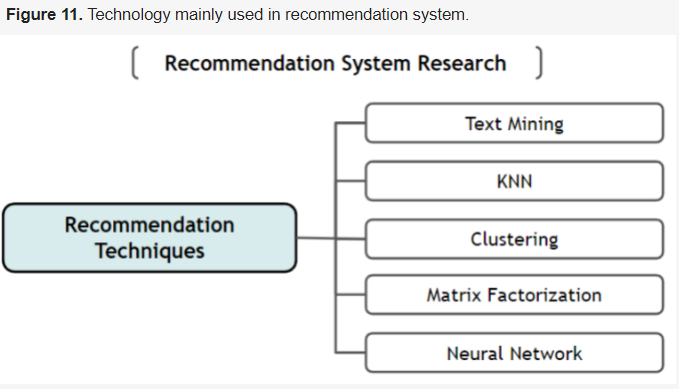 Figure 11. Technology mainly used in recommendation system.
[ Recommendation System Research ]
Text Mining
KNN
Recommendation
Techniques
Clustering
Matrix Factorization
Neural Network